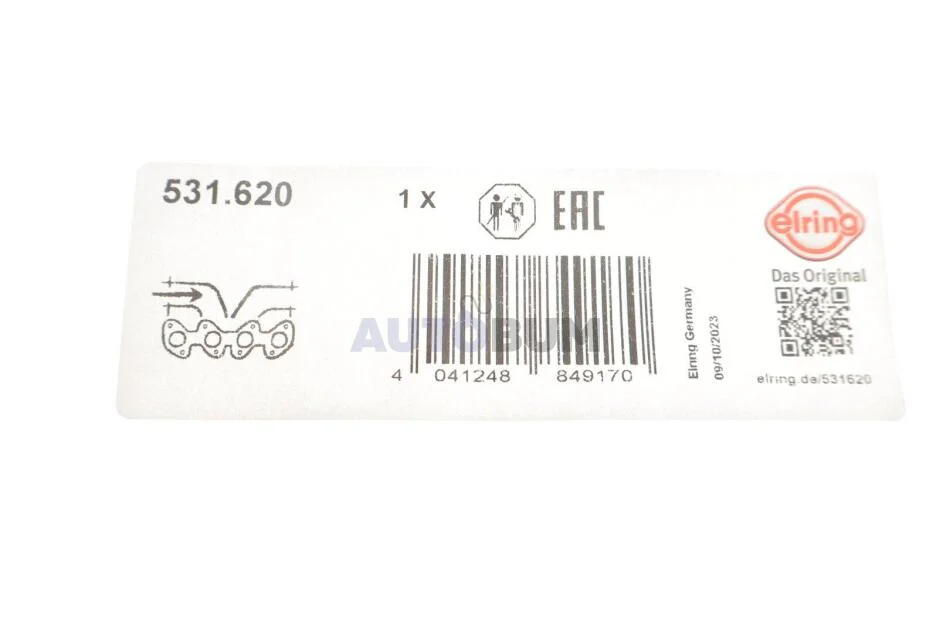 531.620
1 X
EAC
elring
Das Original
AUTOBUM
4 041248 849170
Elring Germany
09/10/2023
elring.de/531620